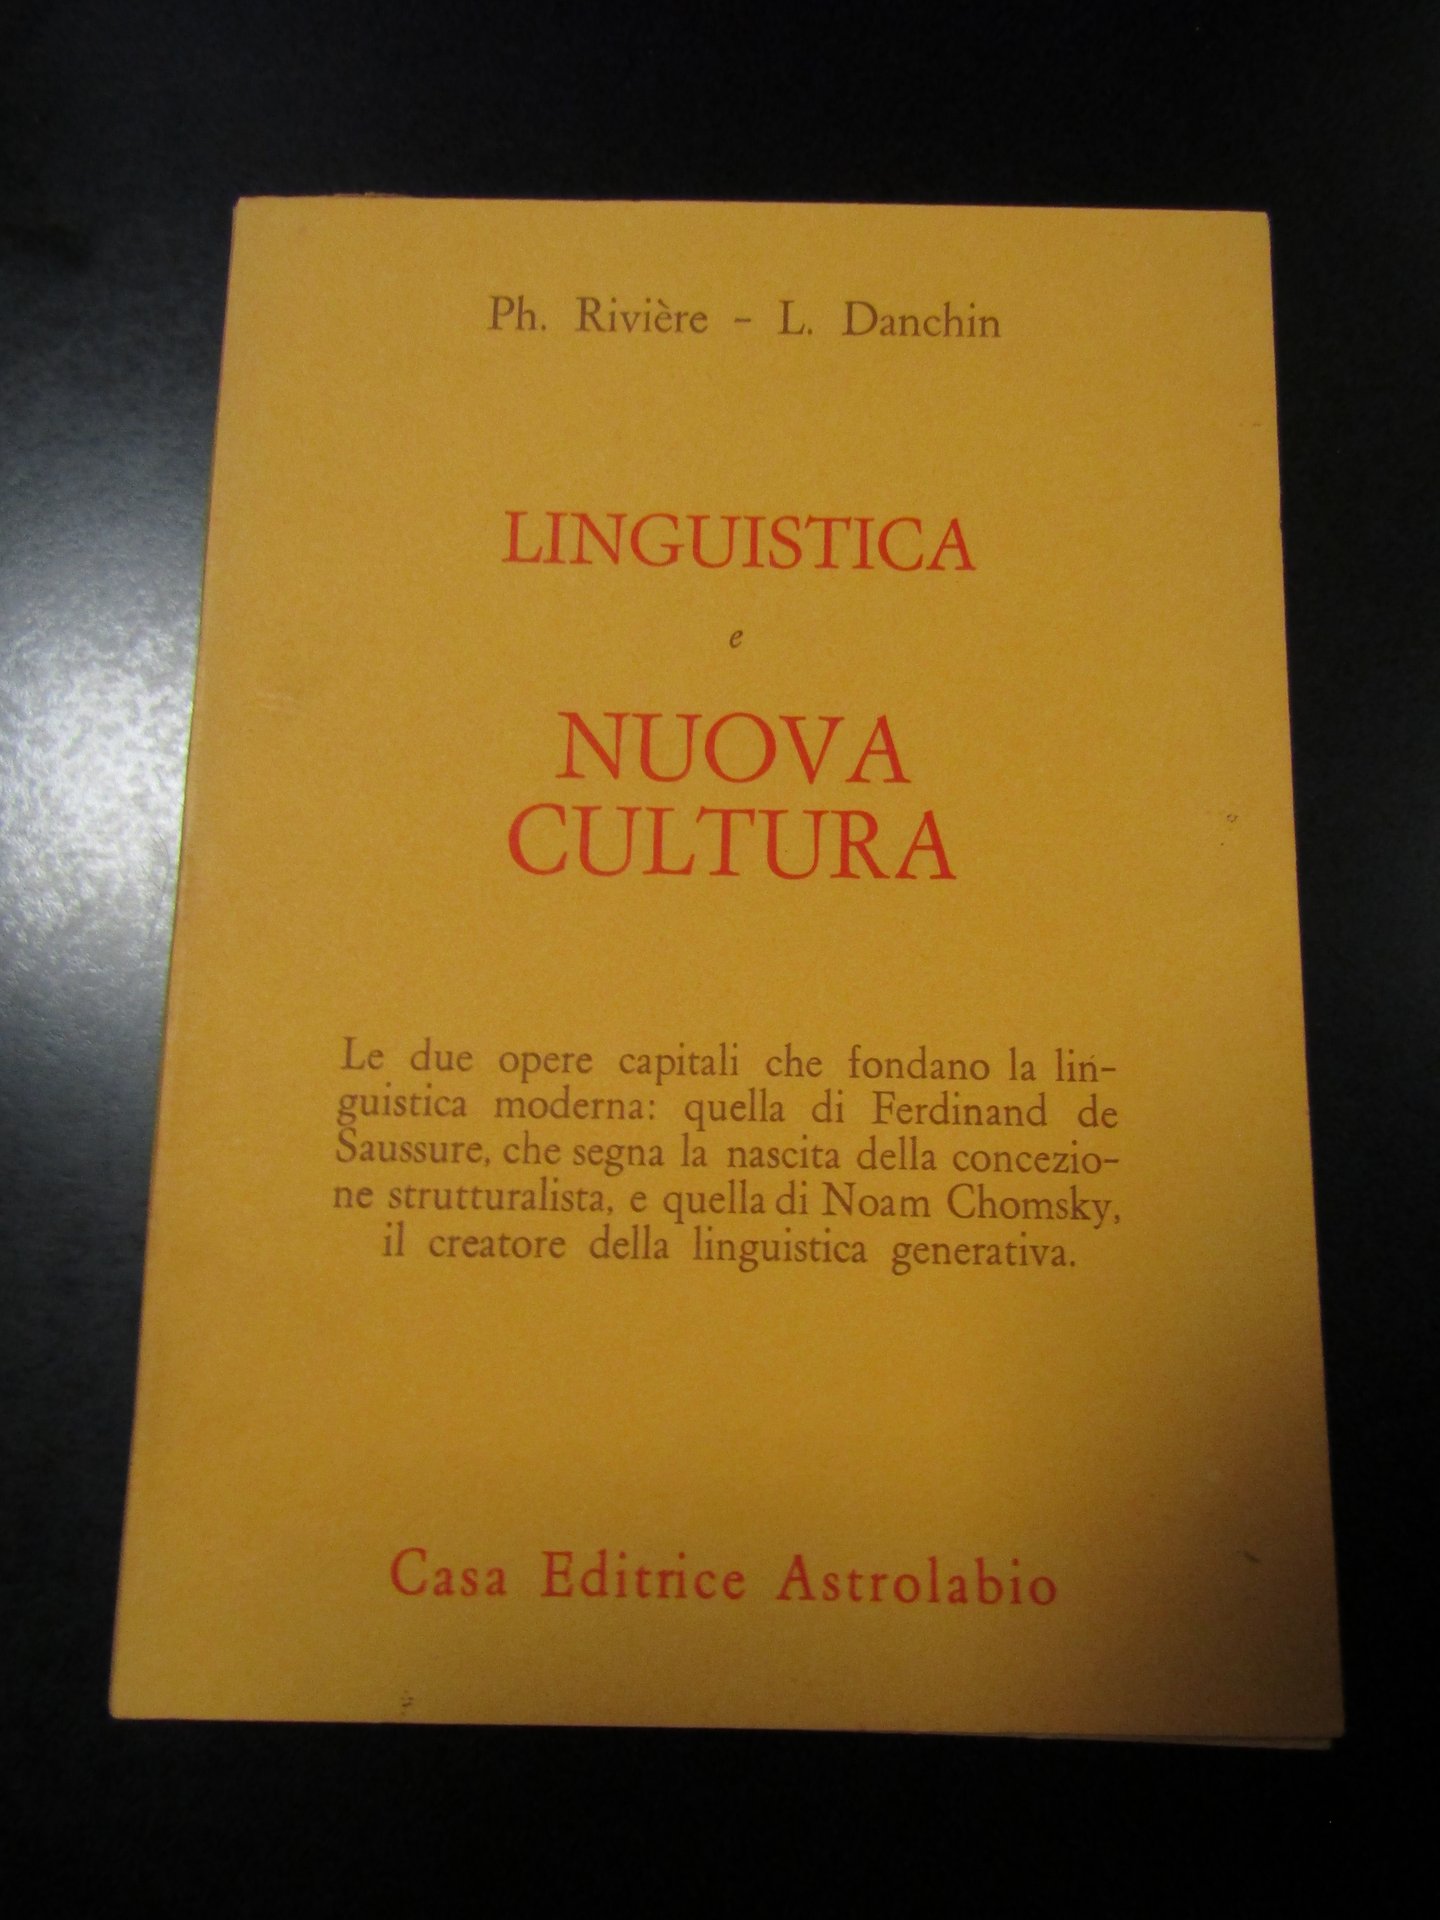 Ph. Rivière - L. Danchin
LINGUISTICA
e
NUOVA
CULTURA
Le due opere capitali che fondano la lin-
guistica moderna: quella di Ferdinand de
Saussure, che segna la nascita della concezio-
ne strutturalista, e quella di Noam Chomsky,
il creatore della linguistica generativa.
Casa Editrice Astrolabio